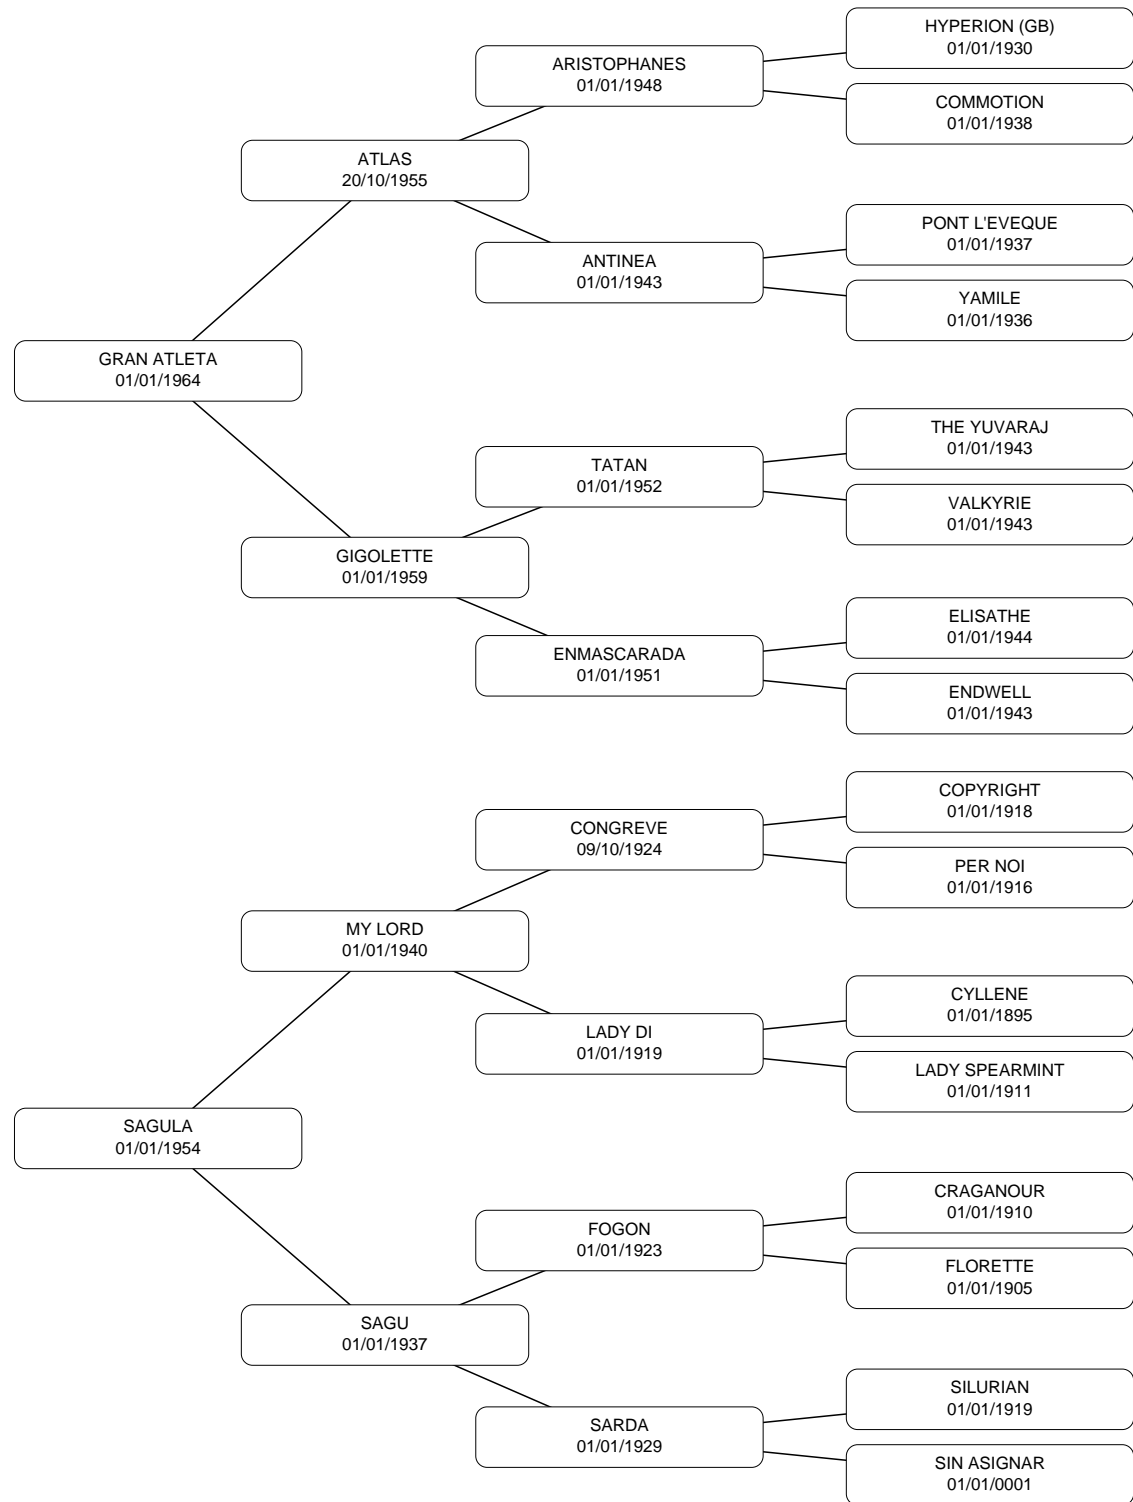 HYPERION (GB)
01/01/1930
ARISTOPHANES
01/01/1948
COMMOTION
01/01/1938
ATLAS
20/10/1955
PONT L'EVEQUE
01/01/1937
ANTINEA
01/01/1943
YAMILE
01/01/1936
GRAN ATLETA
01/01/1964
THE YUVARAJ
01/01/1943
TATAN
01/01/1952
VALKYRIE
01/01/1943
GIGOLETTE
01/01/1959
ELISATHE
01/01/1944
ENMASCARADA
01/01/1951
ENDWELL
01/01/1943
COPYRIGHT
01/01/1918
CONGREVE
09/10/1924
PER NOI
01/01/1916
MY LORD
01/01/1940
CYLLENE
01/01/1895
LADY DI
01/01/1919
LADY SPEARMINT
01/01/1911
SAGULA
01/01/1954
CRAGANOUR
01/01/1910
FOGON
01/01/1923
FLORETTE
01/01/1905
SAGU
01/01/1937
SILURIAN
01/01/1919
SARDA
01/01/1929
SIN ASIGNAR
01/01/0001